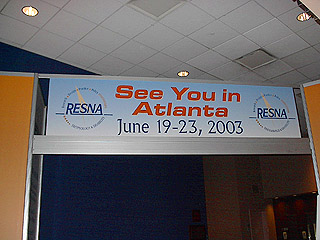 RESNA
See You in
Atlanta
June 19-23, 2003
RESNA